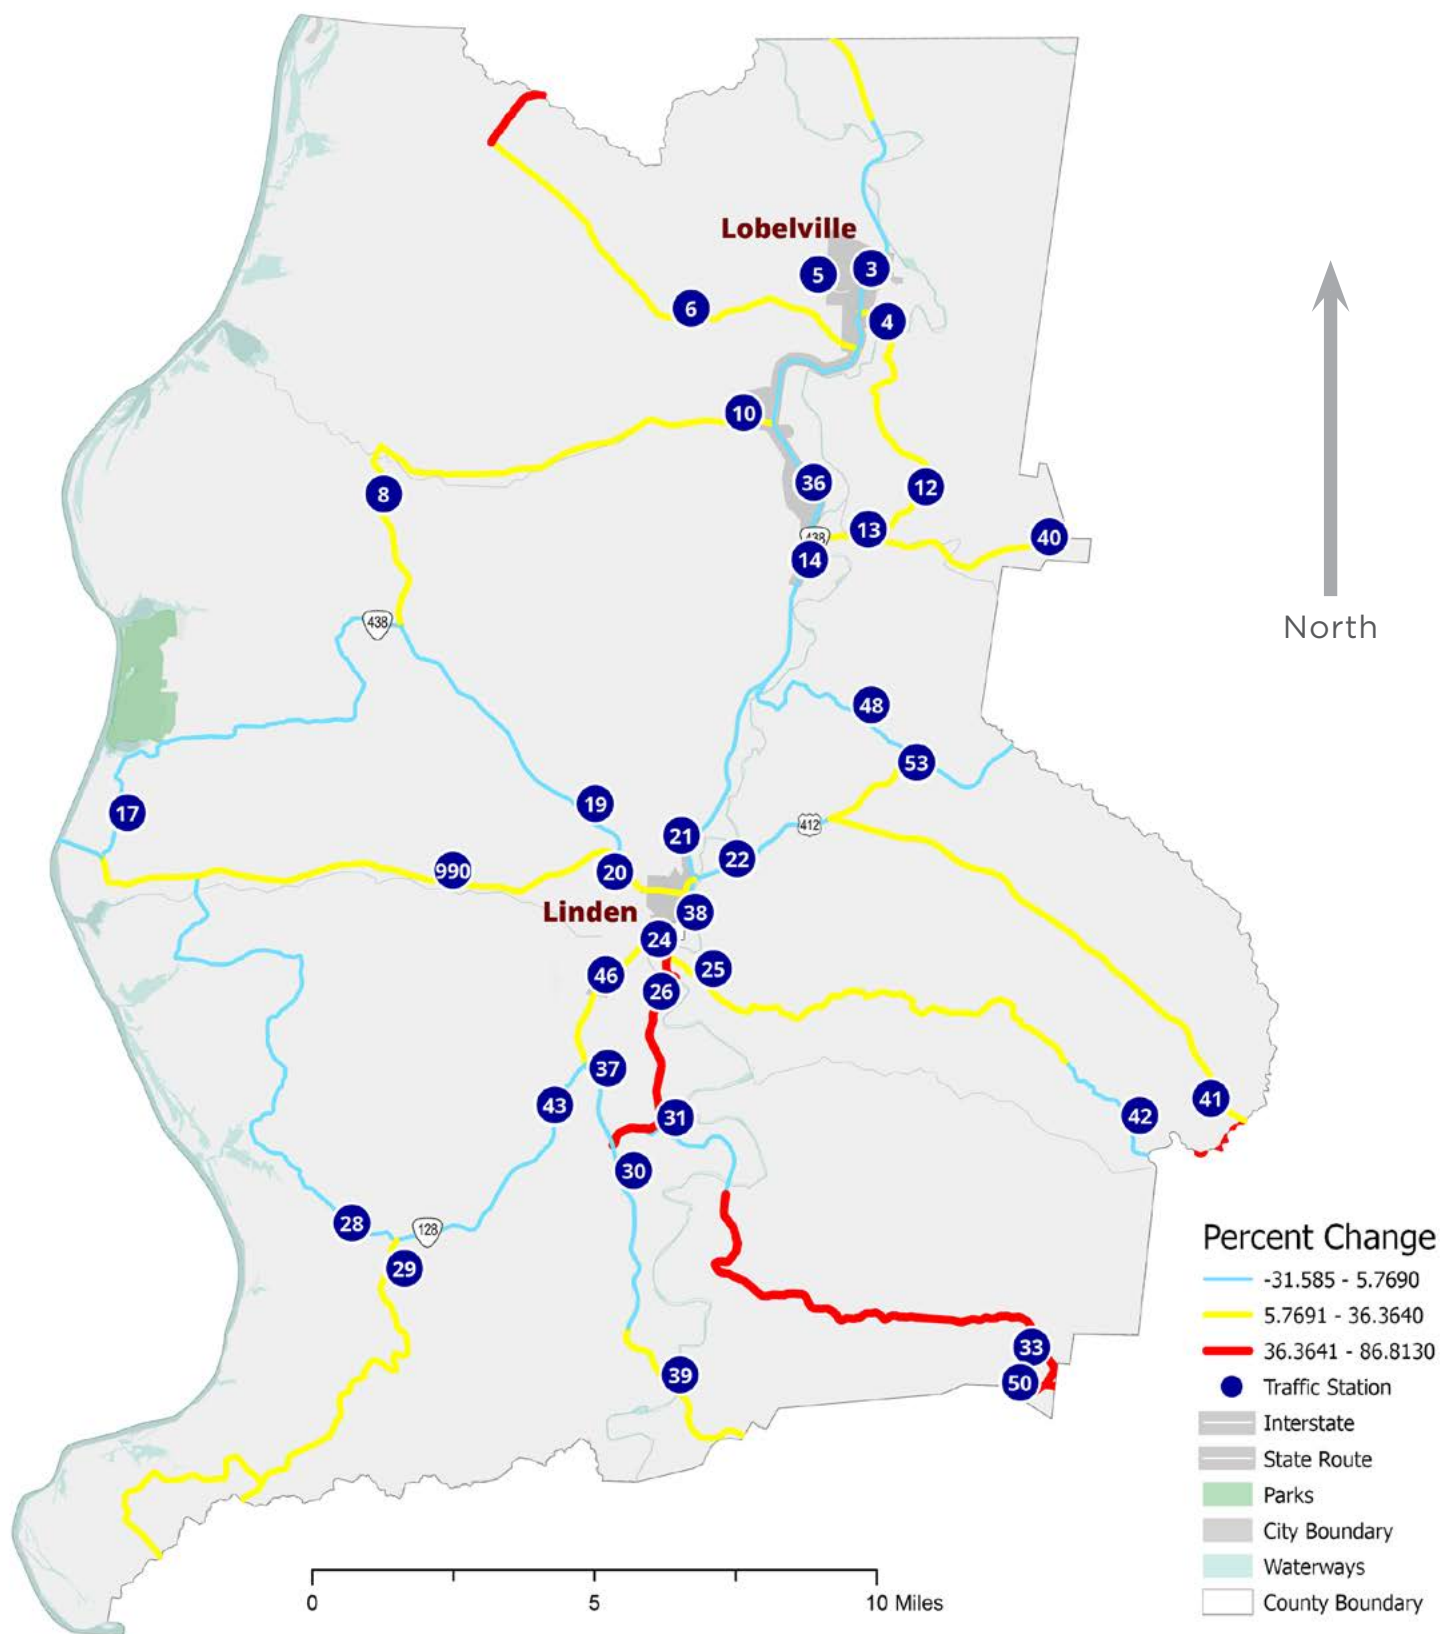 Lobelville
5
3
6
4
10
8
36
12
13
40
438
14
438
48
53
17
19
412
21
22
990
20
Linden
38
24
25
46
26
37
43
31
42
41
30
28
128
29
33
39
50
North
Percent Change
-31.585 - 5.7690
5.7691 - 36.3640
36.3641 - 86.8130
Traffic Station
Interstate
State Route
Parks
City Boundary
Waterways
County Boundary
0 5 10 Miles